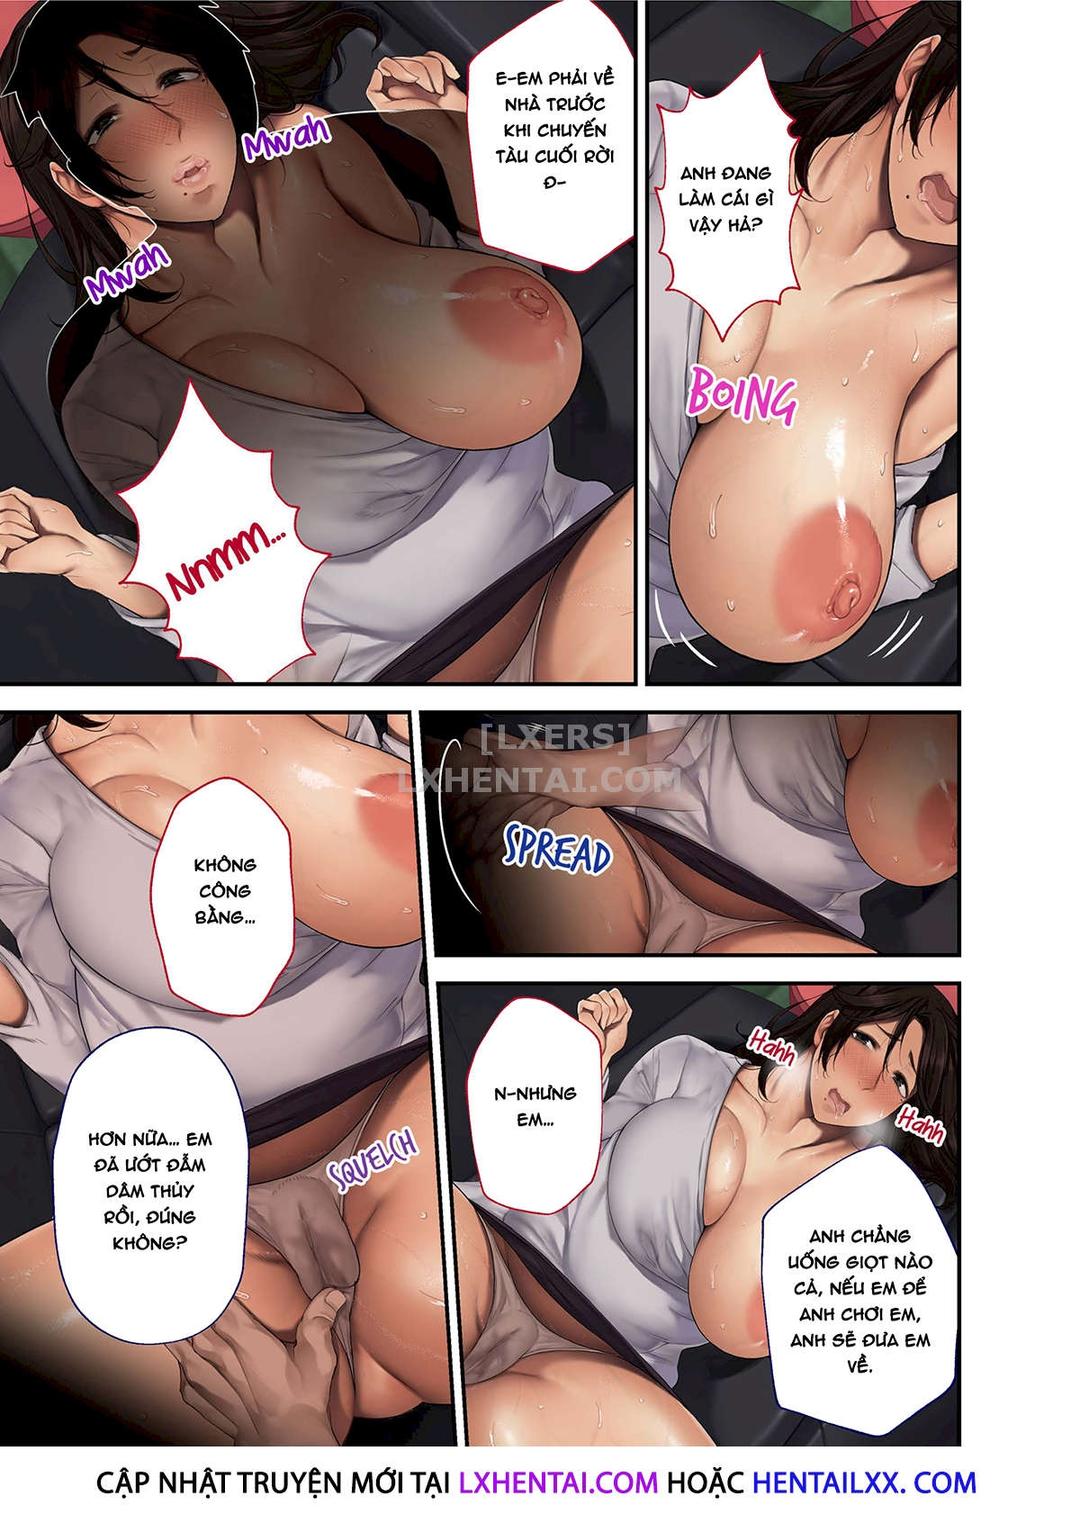 ANH ĐANG
LÀM CÁI GÌ
VẬY HẢ?
BOING
E-EM PHẢI VỀ
NHÀ TRƯỚC
KHI CHUYẾN
TÀU CUỐI RỜI
Đ-
Mwah
Mwah
Nnmm...
[LXERS]
LXHENTAI.COM
SPREAD
KHÔNG
CÔNG
BẰNG...
HƠN NỮA... EM
ĐÃ ƯỚT ĐẪM
DÂM THỦY
RỒI, ĐÚNG
KHÔNG?
SQUELCH
Hahh
Hahh
N-NHƯNG
EM...
ANH CHẲNG
UỐNG GIỌT NÀO
CẢ, NẾU EM ĐỂ
ANH CHƠI EM,
ANH SẼ ĐƯA EM
VỀ.
CẬP NHẬT TRUYỆN MỚI TẠI LXHENTAI.COM HOẶC HENTAILXX. COM